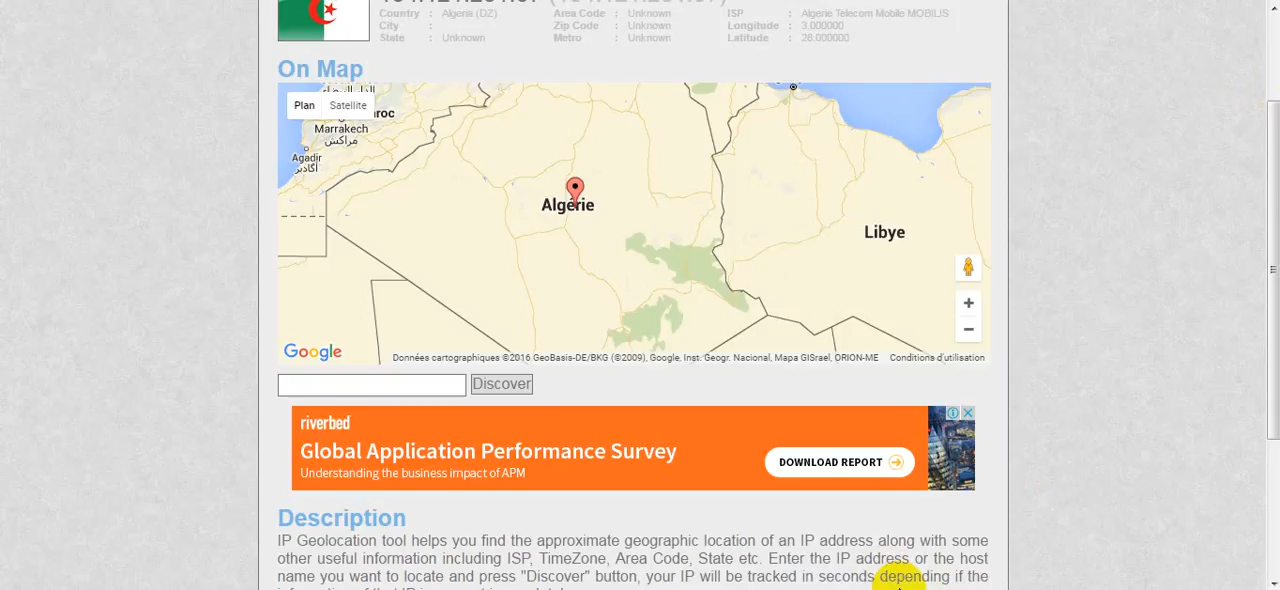 Country : Algeria (DZ) Area Code : Unknown ISP : Algerie Telecom Mobile MOBILIS
City : Zip Code : Unknown Longitude : 3.000000
State : Unknown Metro : Unknown Latitude : 28.000000
On Map
Plan Satellite
roc
Marrakech
مراكش
Agadir
أكادير
Algérie
Libye
+
−
Google
Données cartographiques ©2016 GeoBasis-DE/BKG (©2009), Google, Inst. Geogr. Nacional, Mapa GISrael, ORION-ME Conditions d'utilisation
Discover
riverbed
Global Application Performance Survey
Understanding the business impact of APM
DOWNLOAD REPORT
Description
IP Geolocation tool helps you find the approximate geographic location of an IP address along with some
other useful information including ISP, TimeZone, Area Code, State etc. Enter the IP address or the host
name you want to locate and press "Discover" button, your IP will be tracked in seconds depending if the